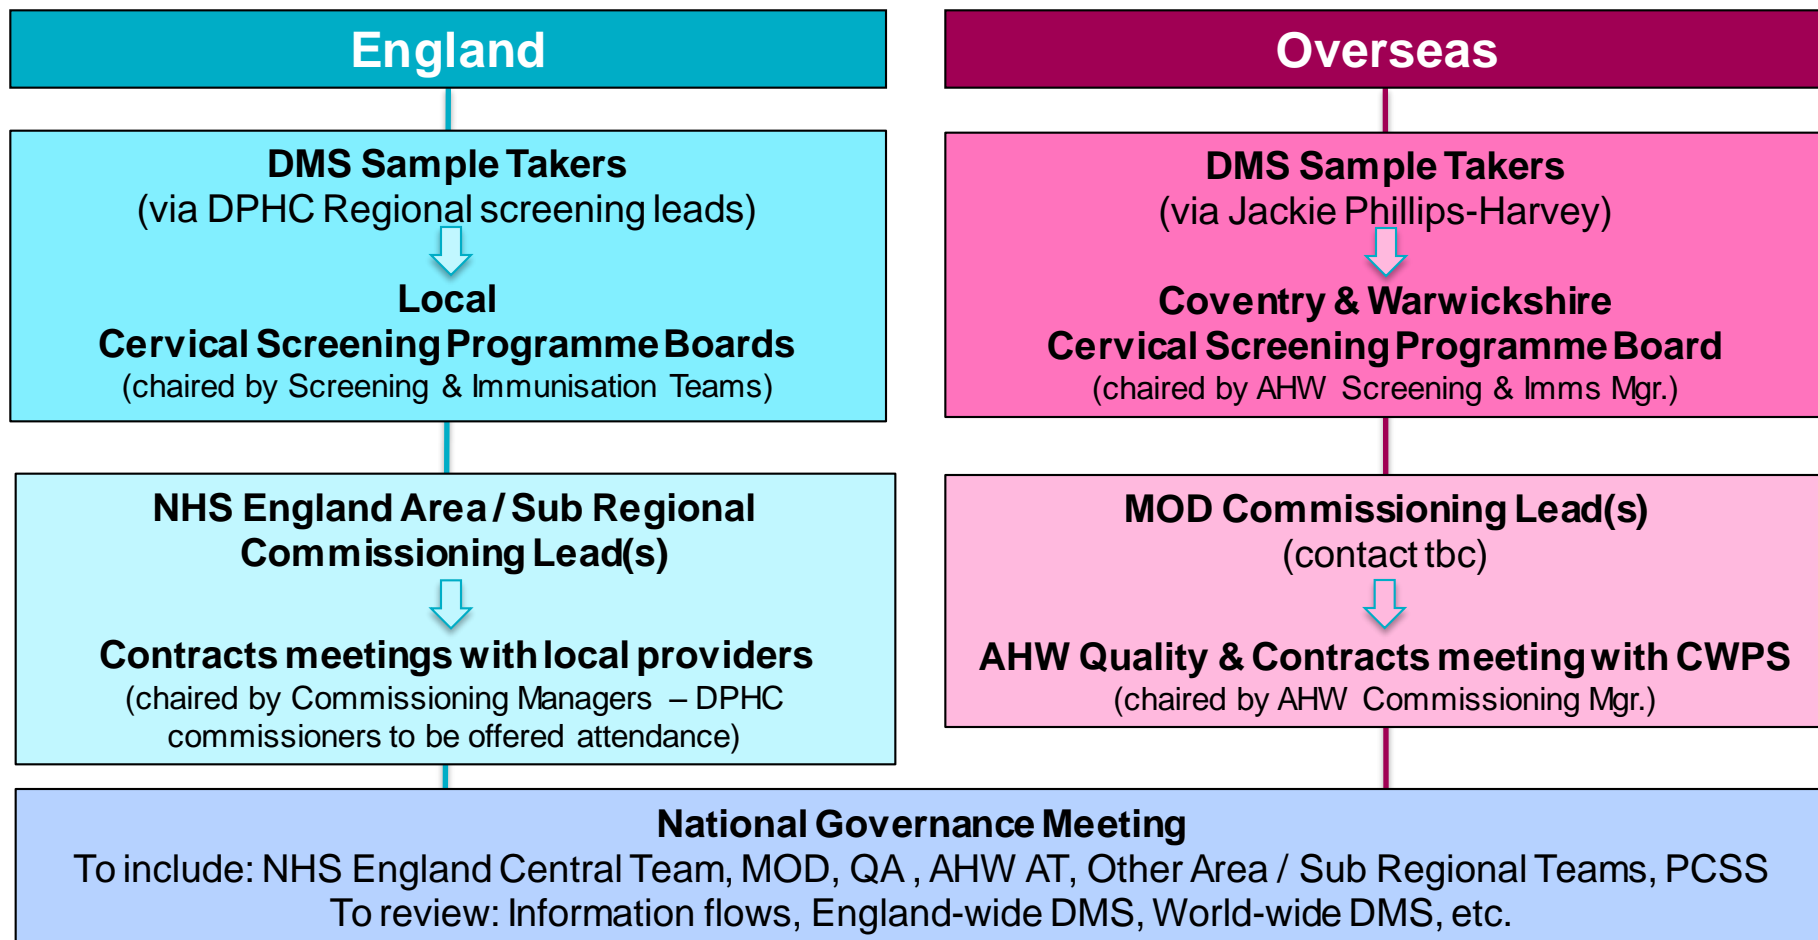 England
DMS Sample Takers
(via DPHC Regional screening leads)
Local
Cervical Screening Programme Boards
(chaired by Screening & Immunisation Teams)
NHS England Area / Sub Regional
Commissioning Lead(s)
Contracts meetings with local providers
(chaired by Commissioning Managers – DPHC
commissioners to be offered attendance)
Overseas
DMS Sample Takers
(via Jackie Phillips-Harvey)
Coventry & Warwickshire
Cervical Screening Programme Board
(chaired by AHW Screening & Imms Mgr.)
MOD Commissioning Lead(s)
(contact tbc)
AHW Quality & Contracts meeting with CWPS
(chaired by AHW Commissioning Mgr.)
National Governance Meeting
To include: NHS England Central Team, MOD, QA , AHW AT, Other Area / Sub Regional Teams, PCSS
To review: Information flows, England-wide DMS, World-wide DMS, etc.